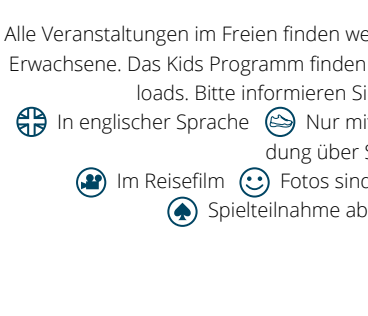 Alle Veranstaltungen im Freien finden we
Erwachsene. Das Kids Programm finden
loads. Bitte informieren Si
In englischer Sprache Nur mi
dung über S
Im Reisefilm Fotos sind
Spielteilnahme ab